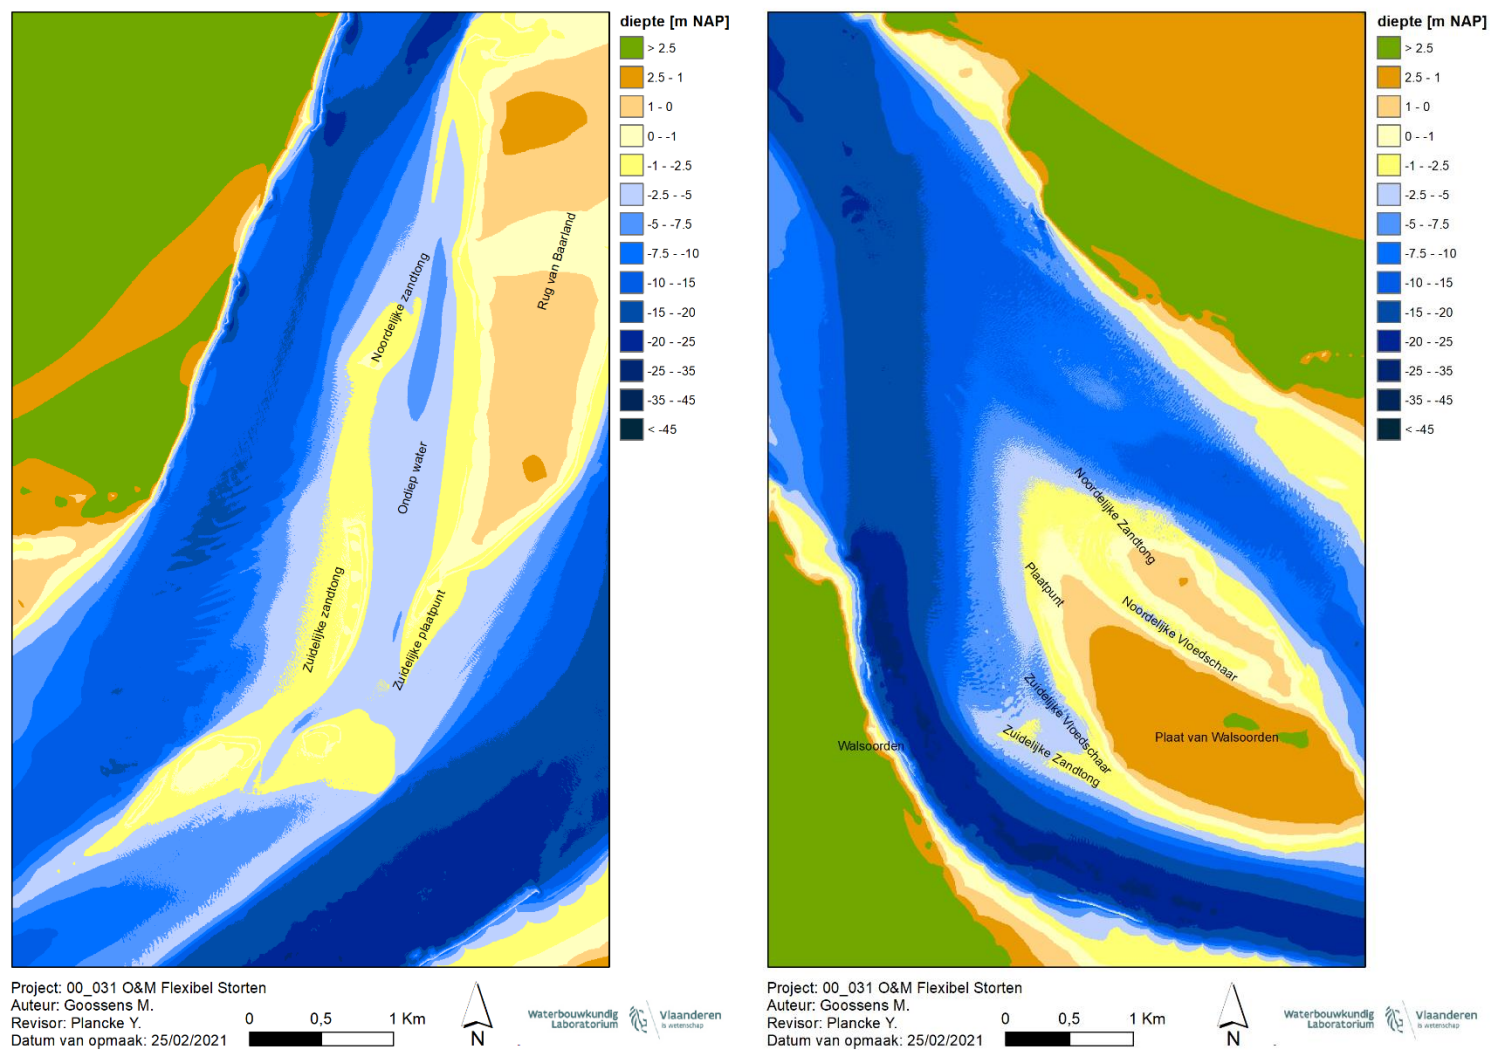 diepte [m NAP]
> 2.5
2.5 - 1
1 - 0
0 - -1
-1 - -2.5
-2.5 - -5
-5 - -7.5
-7.5 - -10
-10 - -15
-15 - -20
-20 - -25
-25 - -35
-35 - -45
< -45
Rug van Baarland
Noordelijke zandtong
Ondiep water
Zuidelijke zandtong
Zuidelijke plaatpunt
Project: 00_031 O&M Flexibel Storten
Auteur: Goossens M.
Revisor: Plancke Y.
Datum van opmaak: 25/02/2021
0 0,5 1 Km
N
Waterbouwkundig
Laboratorium
Vlaanderen
is wetenschap
diepte [m NAP]
> 2.5
2.5 - 1
1 - 0
0 - -1
-1 - -2.5
-2.5 - -5
-5 - -7.5
-7.5 - -10
-10 - -15
-15 - -20
-20 - -25
-25 - -35
-35 - -45
< -45
Noordelijke Zandtong
Plaatpunt
Noordelijke Vloedschaar
Zuidelijke Vloedschaar
Zuidelijke Zandtong
Walsoorden
Plaat van Walsoorden
Project: 00_031 O&M Flexibel Storten
Auteur: Goossens M.
Revisor: Plancke Y.
Datum van opmaak: 25/02/2021
0 0,5 1 Km
N
Waterbouwkundig
Laboratorium
Vlaanderen
is wetenschap